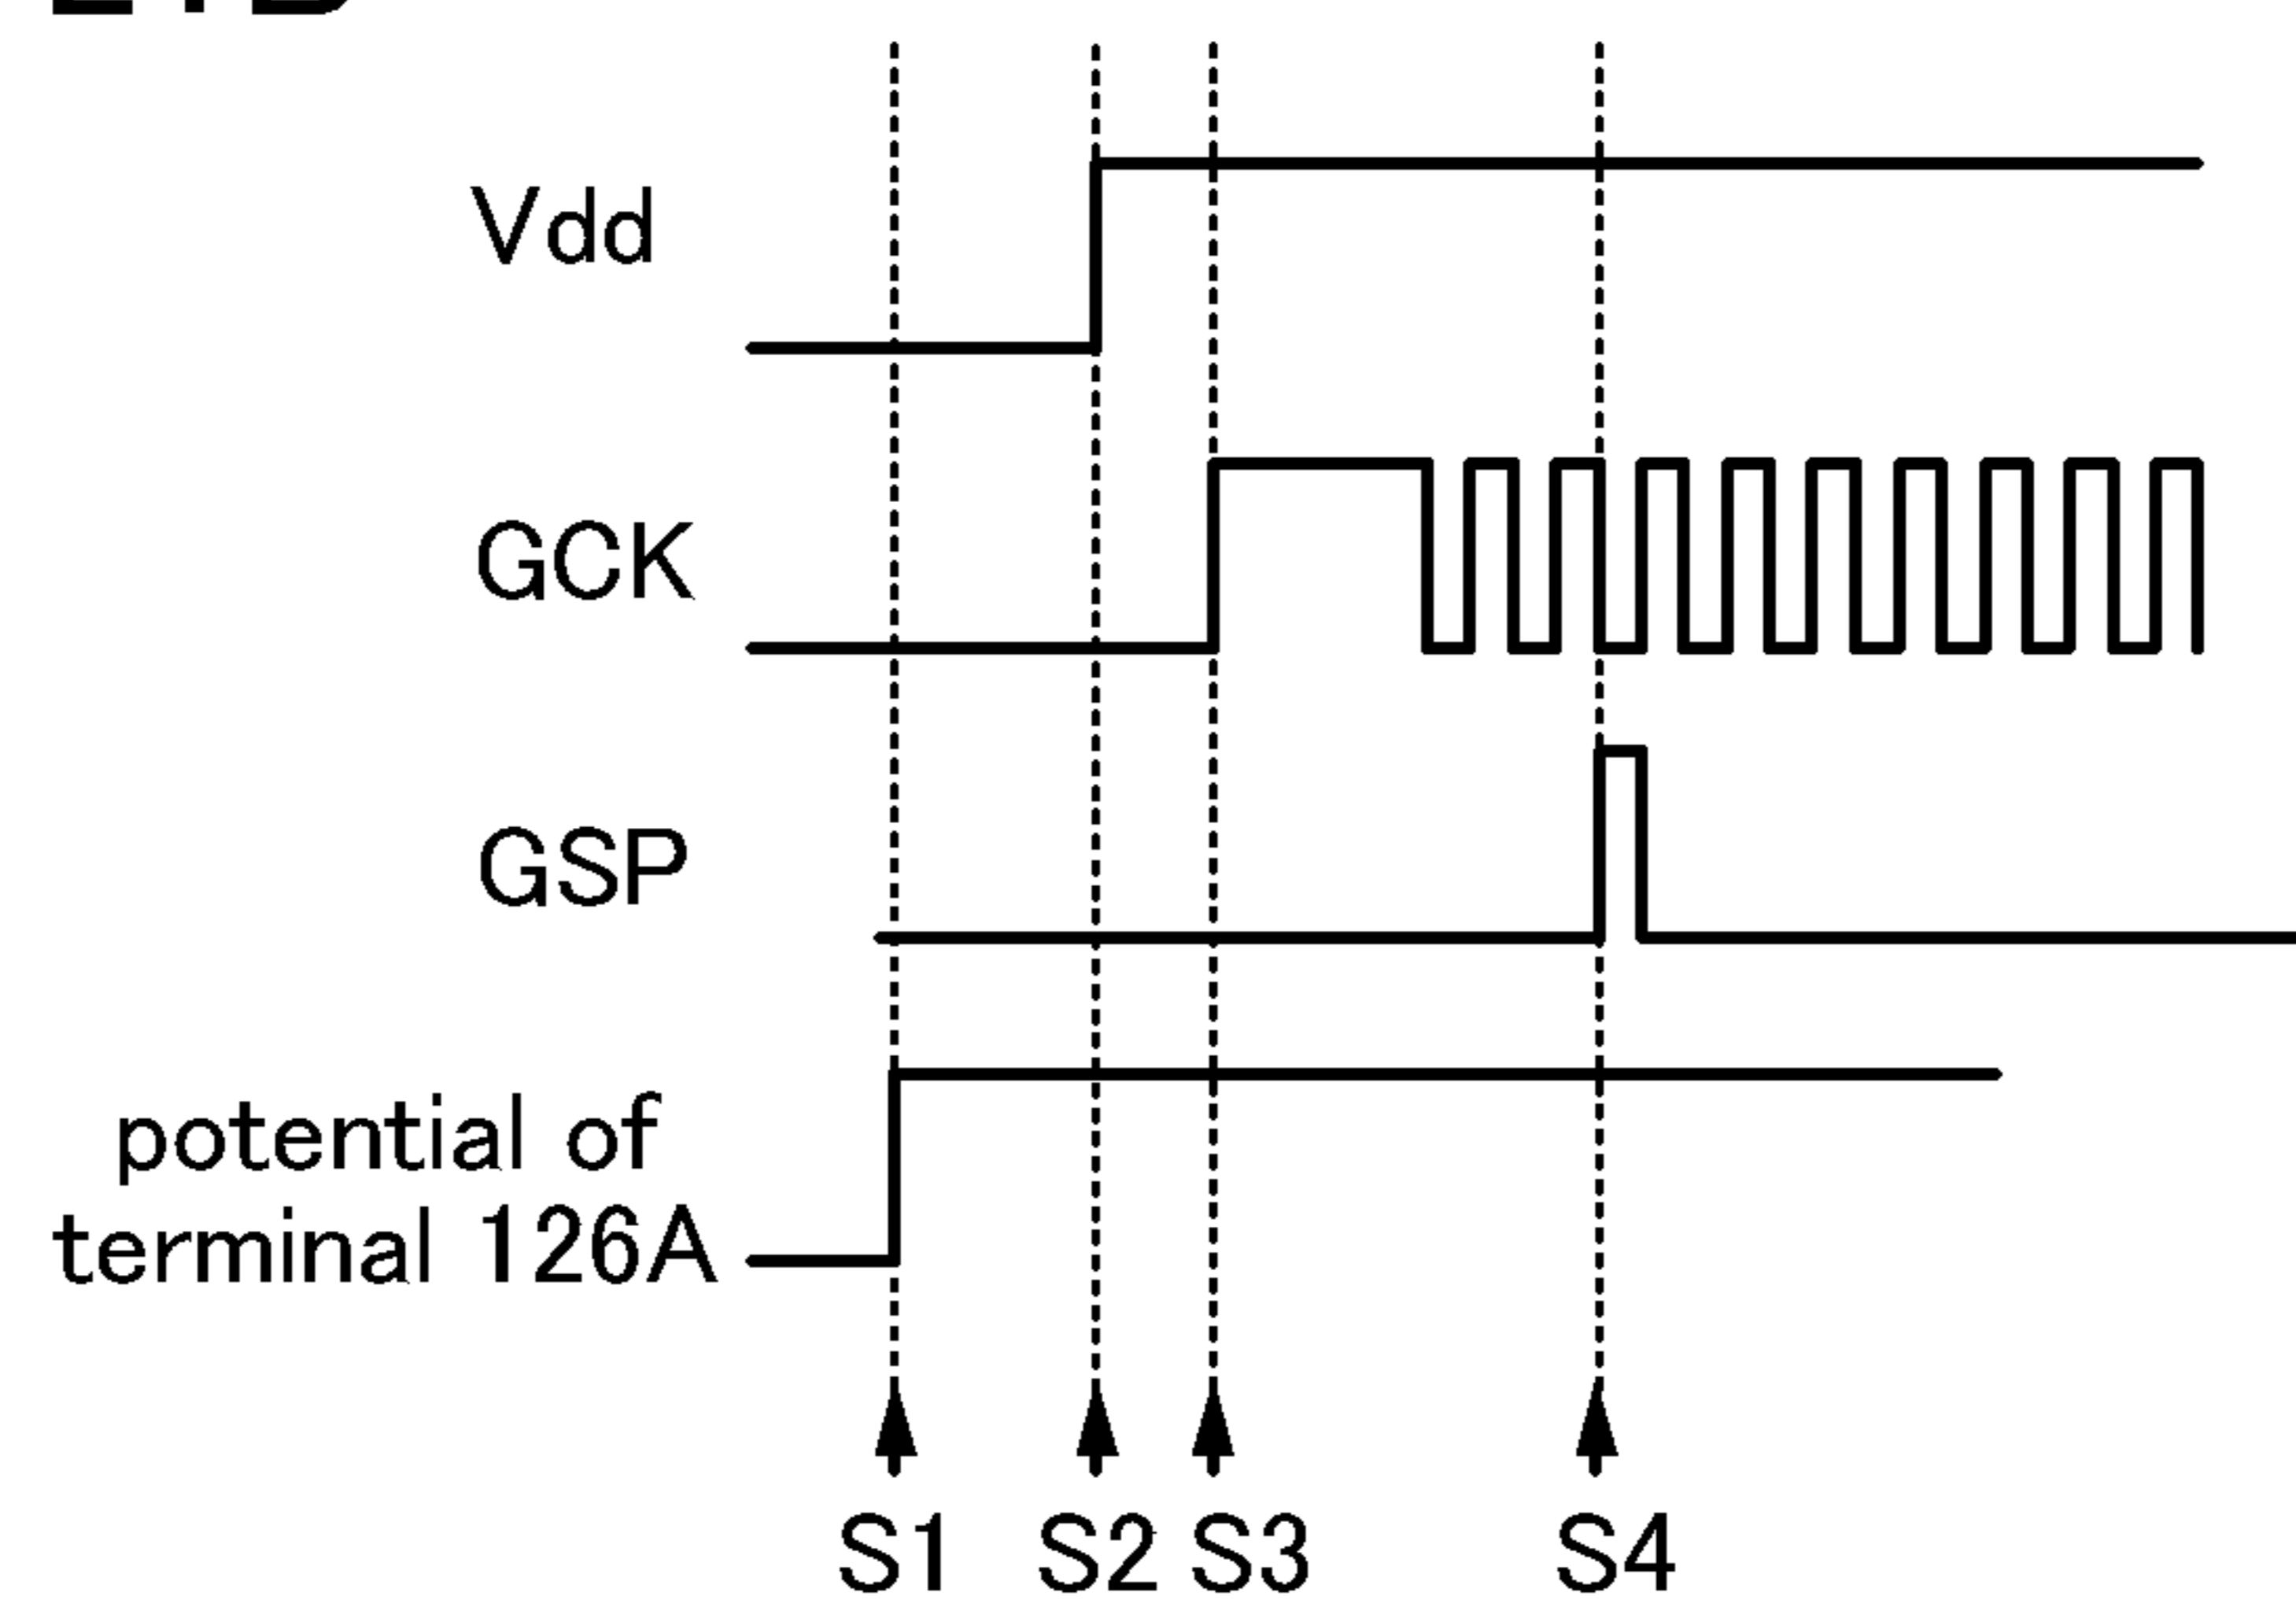 Vdd
GCK
GSP
potential of
terminal 126A
S1 S2 S3 S4